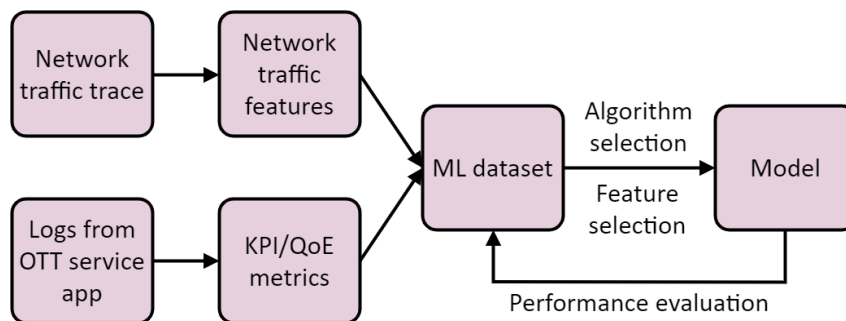 Network
traffic trace
Network
traffic
features
Logs from
OTT service
app
KPI/QoE
metrics
ML dataset
Algorithm
selection
Feature
selection
Model
Performance evaluation